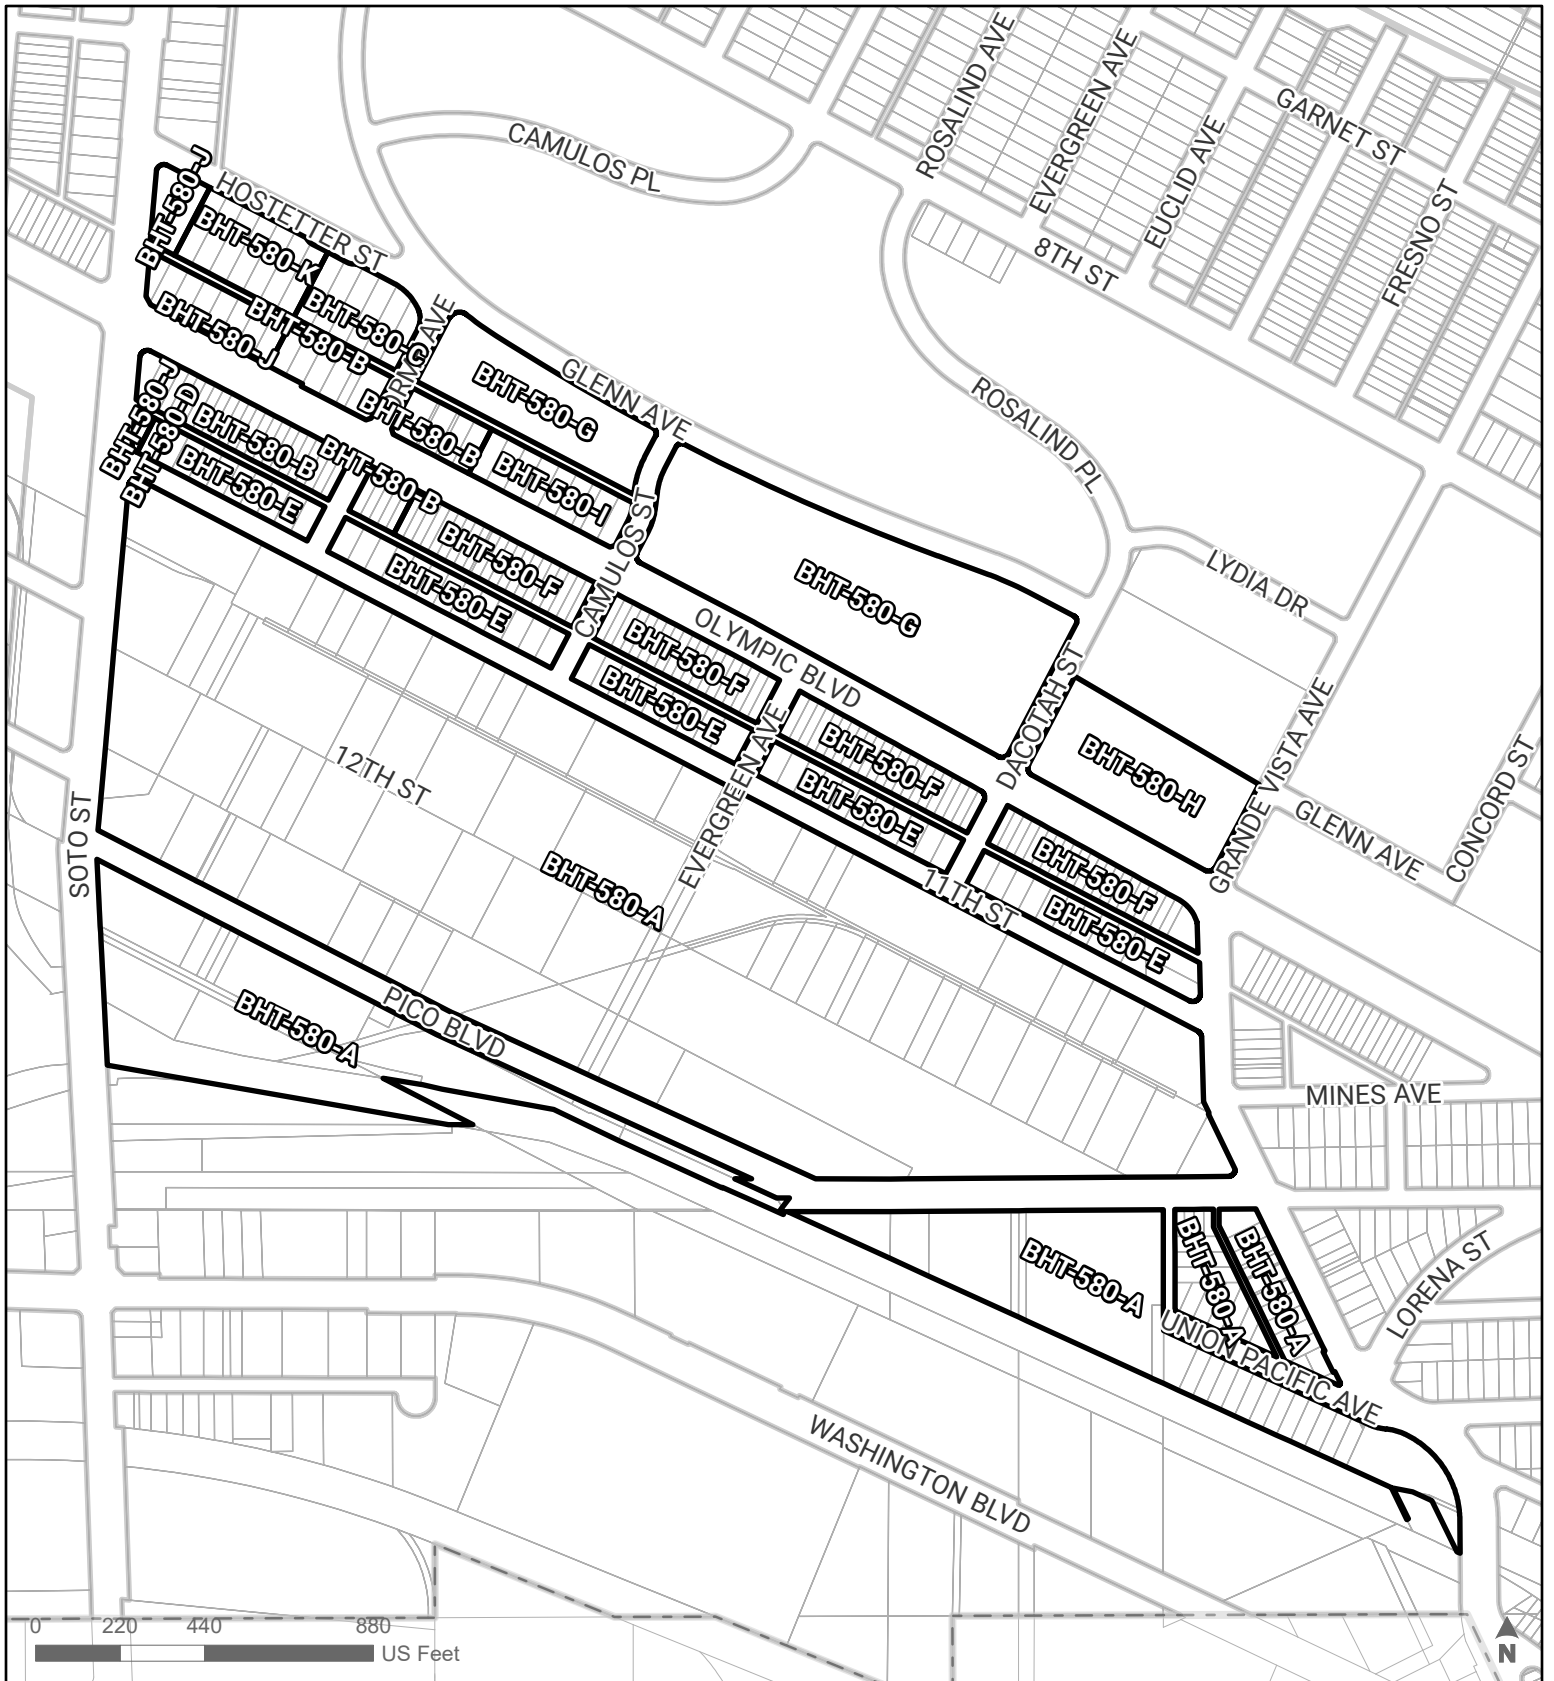 ROSALIND AVE
EVERGREEN AVE
GARNET ST
CAMULOS PL
EUCLID AVE
FRESNO ST
8TH ST
HOSTETTER ST
BHT-580-J
BHT-580-K
BHT-580-C
BHT-580-J
BHT-580-B
AVE
GLENN AVE
BHT-580-G
ROSALIND PL
BHT-580-J
BHT-580-D
BHT-580-B
BHT-580-B
BHT-580-B
BHT-580-I
BHT-580-E
BHT-580-F
CAMULOS ST
BHT-580-G
LYDIA DR
BHT-580-E
OLYMPIC BLVD
BHT-580-F
BHT-580-E
DACOTAH ST
GRANDE VISTA AVE
12TH ST
EVERGREEN AVE
BHT-580-F
BHT-580-H
CONCORD ST
BHT-580-E
GLENN AVE
SOTO ST
BHT-580-A
11TH ST
BHT-580-F
BHT-580-E
BHT-580-A
PICO BLVD
MINES AVE
BHT-580-A
BHT-580-A
BHT-580-A
LORENA ST
UNION PACIFIC AVE
WASHINGTON BLVD
0 220 440 880
US Feet
N